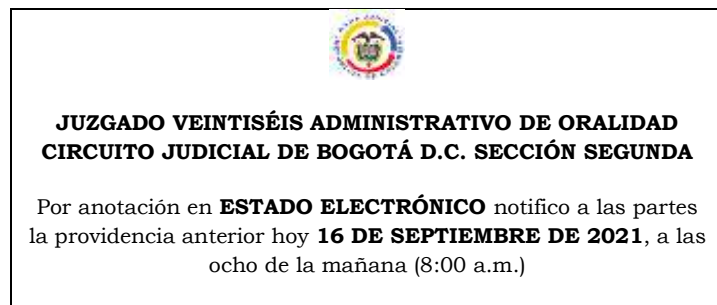 JUZGADO VEINTISÉIS ADMINISTRATIVO DE ORALIDAD
CIRCUITO JUDICIAL DE BOGOTÁ D.C. SECCIÓN SEGUNDA
Por anotación en ESTADO ELECTRÓNICO notifico a las partes
la providencia anterior hoy 16 DE SEPTIEMBRE DE 2021, a las
ocho de la mañana (8:00 a.m.)